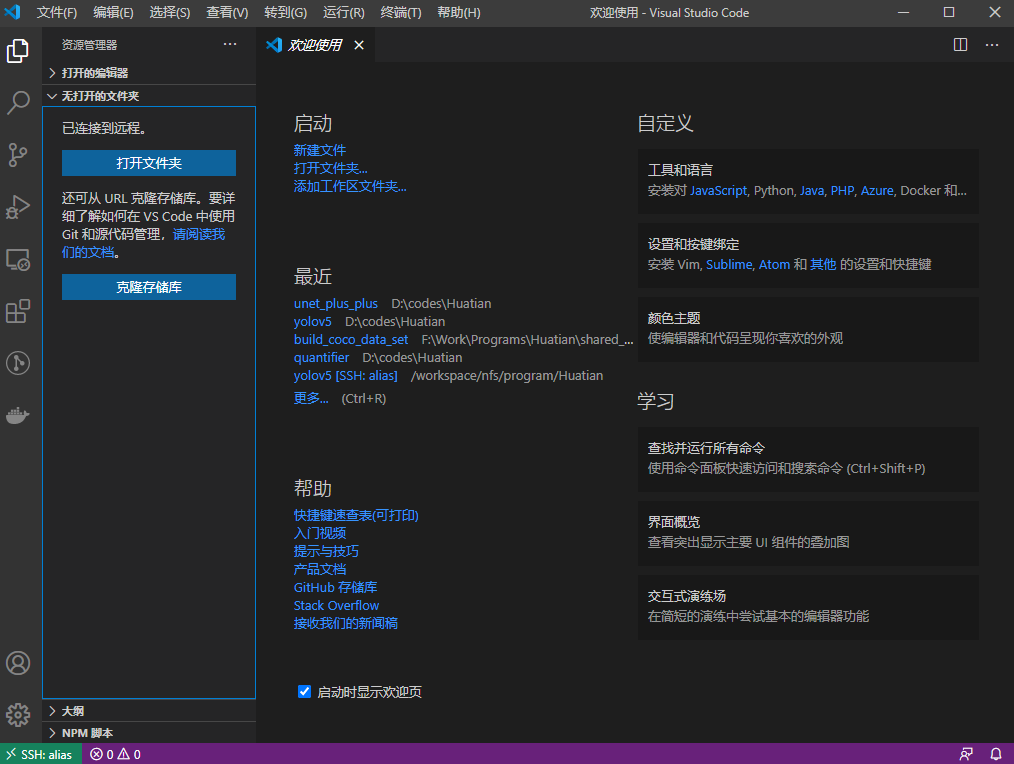 文件(F) 编辑(E) 选择(S) 查看(V) 转到(G) 运行(R) 终端(T) 帮助(H) 欢迎使用 - Visual Studio Code
资源管理器
打开的编辑器
无打开的文件夹
已连接到远程。
打开文件夹
还可从 URL 克隆存储库。要详
细了解如何在 VS Code 中使用
Git 和源代码管理，请阅读我
们的文档。
克隆存储库
大纲
NPM 脚本
欢迎使用
启动
新建文件
打开文件夹...
添加工作区文件夹...
最近
unet_plus_plus D:\codes\Huatian
yolov5 D:\codes\Huatian
build_coco_data_set F:\Work\Programs\Huatian\shared_...
quantifier D:\codes\Huatian
yolov5 [SSH: alias] /workspace/nfs/program/Huatian
更多... (Ctrl+R)
帮助
快捷键速查表(可打印)
入门视频
提示与技巧
产品文档
GitHub 存储库
Stack Overflow
接收我们的新闻稿
启动时显示欢迎页
自定义
工具和语言
安装对 JavaScript, Python, Java, PHP, Azure, Docker 和...
设置和按键绑定
安装 Vim, Sublime, Atom 和 其他 的设置和快捷键
颜色主题
使编辑器和代码呈现你喜欢的外观
学习
查找并运行所有命令
使用命令面板快速访问和搜索命令 (Ctrl+Shift+P)
界面概览
查看突出显示主要 UI 组件的叠加图
交互式演练场
在简短的演练中尝试基本的编辑器功能
SSH: alias 0 0